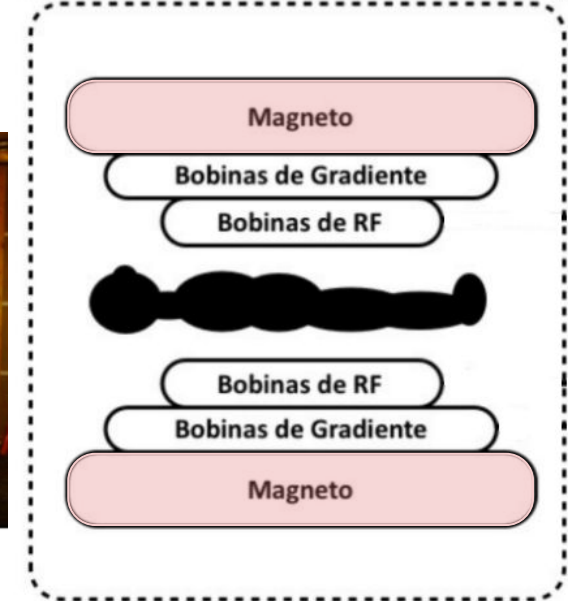 Magneto
Bobinas de Gradiente
Bobinas de RF
Bobinas de RF
Bobinas de Gradiente
Magneto